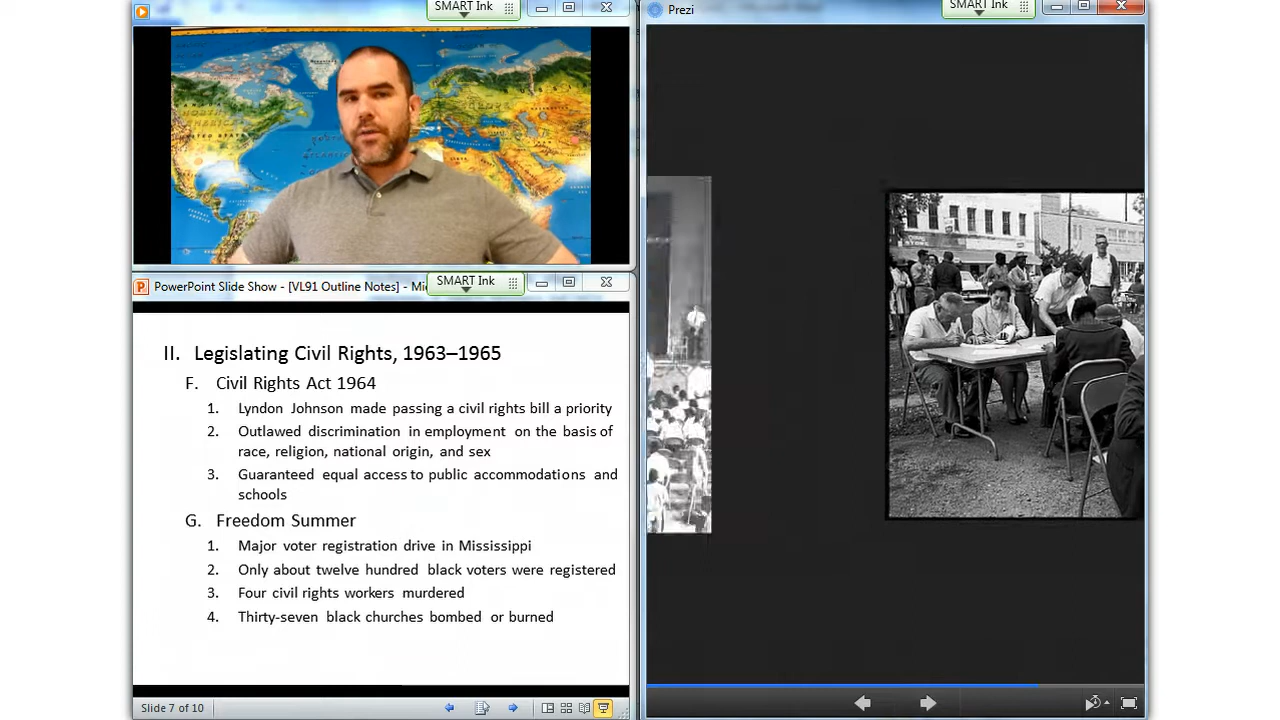 SMART Ink
Prezi
SMART Ink
PowerPoint Slide Show - [VL91 Outline Notes] - Mi
SMART Ink
II. Legislating Civil Rights, 1963–1965
F. Civil Rights Act 1964
1. Lyndon Johnson made passing a civil rights bill a priority
2. Outlawed discrimination in employment on the basis of
race, religion, national origin, and sex
3. Guaranteed equal access to public accommodations and
schools
G. Freedom Summer
1. Major voter registration drive in Mississippi
2. Only about twelve hundred black voters were registered
3. Four civil rights workers murdered
4. Thirty-seven black churches bombed or burned
Slide 7 of 10